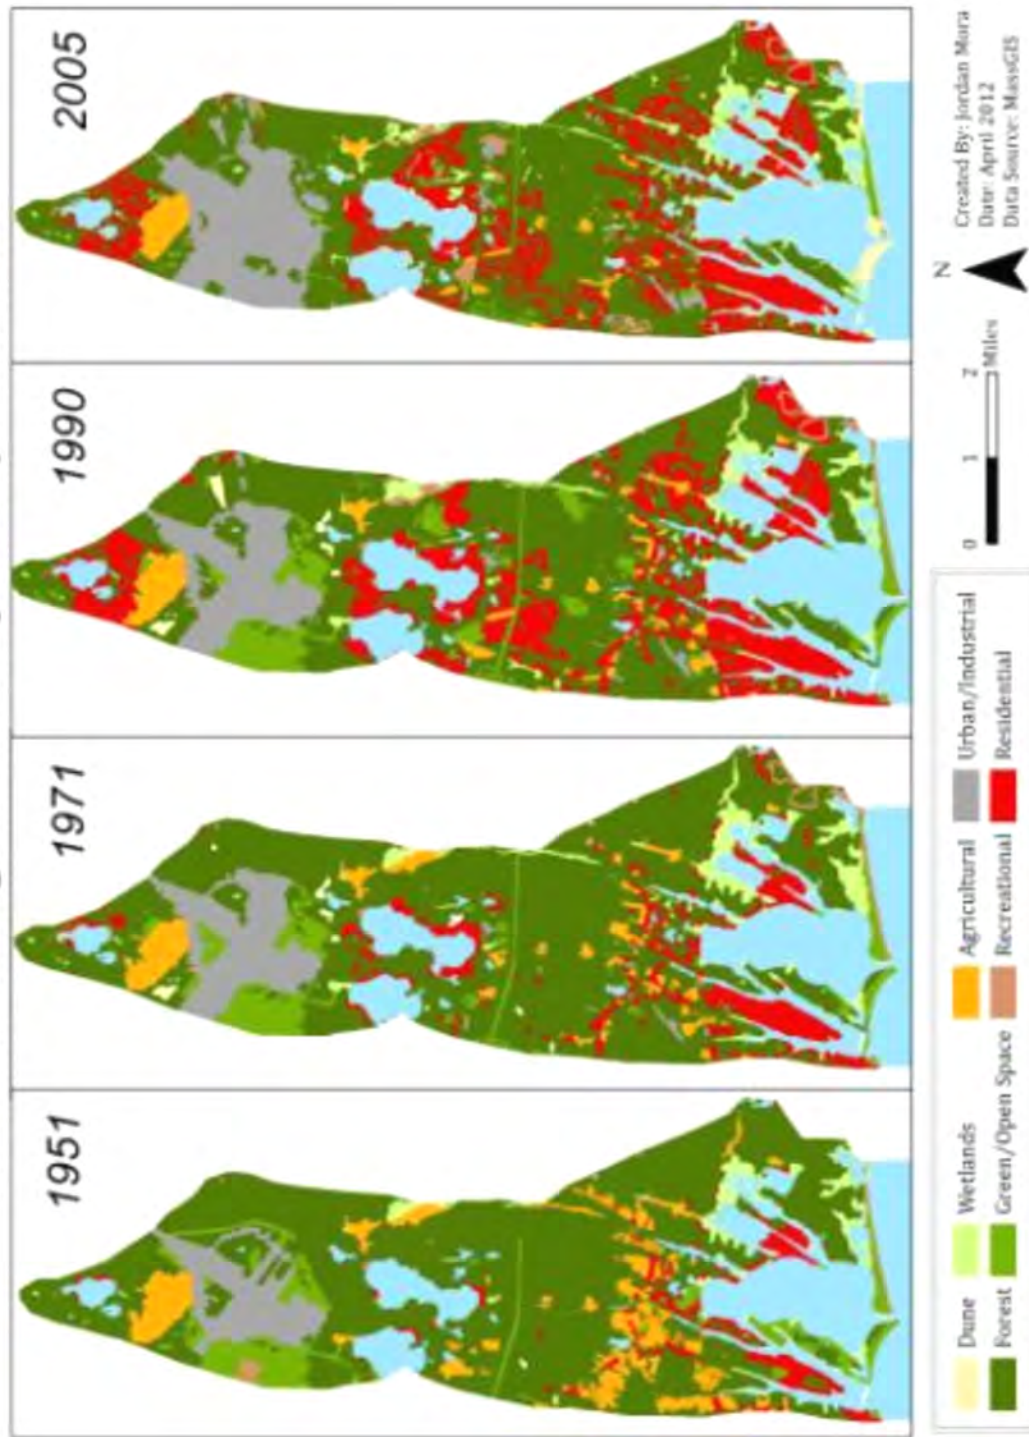 1951
1971
1990
2005
Dune
Wetlands
Agricultural
Urban/Industrial
Forest
Green/Open Space
Recreational
Residential
0 1 2 Miles
N
Created By: Jordan Mora
Date: April 2012
Data Source: MassGIS